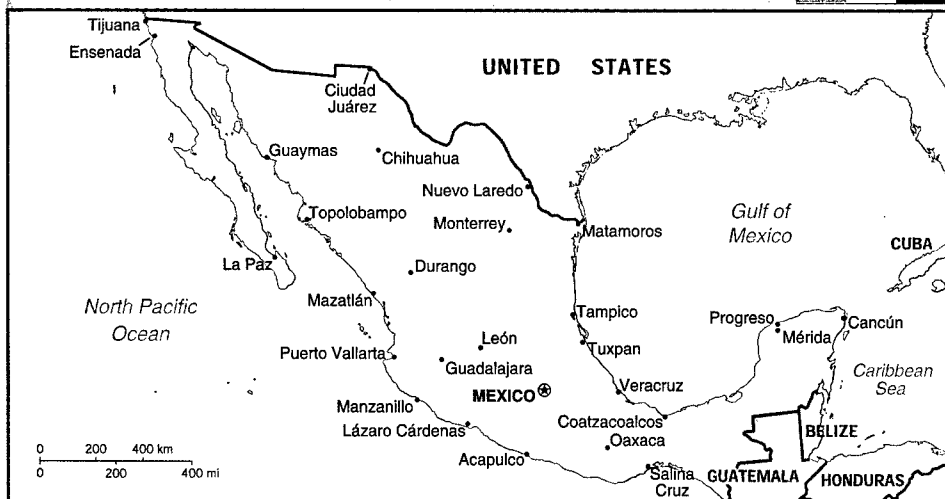 Tijuana
Ensenada
UNITED STATES
Ciudad
Juárez
Guaymas
Chihuahua
Nuevo Laredo
Topolobampo
Monterrey
Matamoros
Gulf of
Mexico
CUBA
La Paz
Durango
North Pacific
Ocean
Mazatlán
Tampico
Progreso
Cancún
Mérida
Puerto Vallarta
León
Guadalajara
Tuxpan
Caribbean
Sea
MEXICO
Veracruz
Manzanillo
Lázaro Cárdenas
Coatzacoalcos
Oaxaca
BELIZE
Acapulco
Salina
Cruz
GUATEMALA
HONDURAS
0 200 400 km
0 200 400 mi